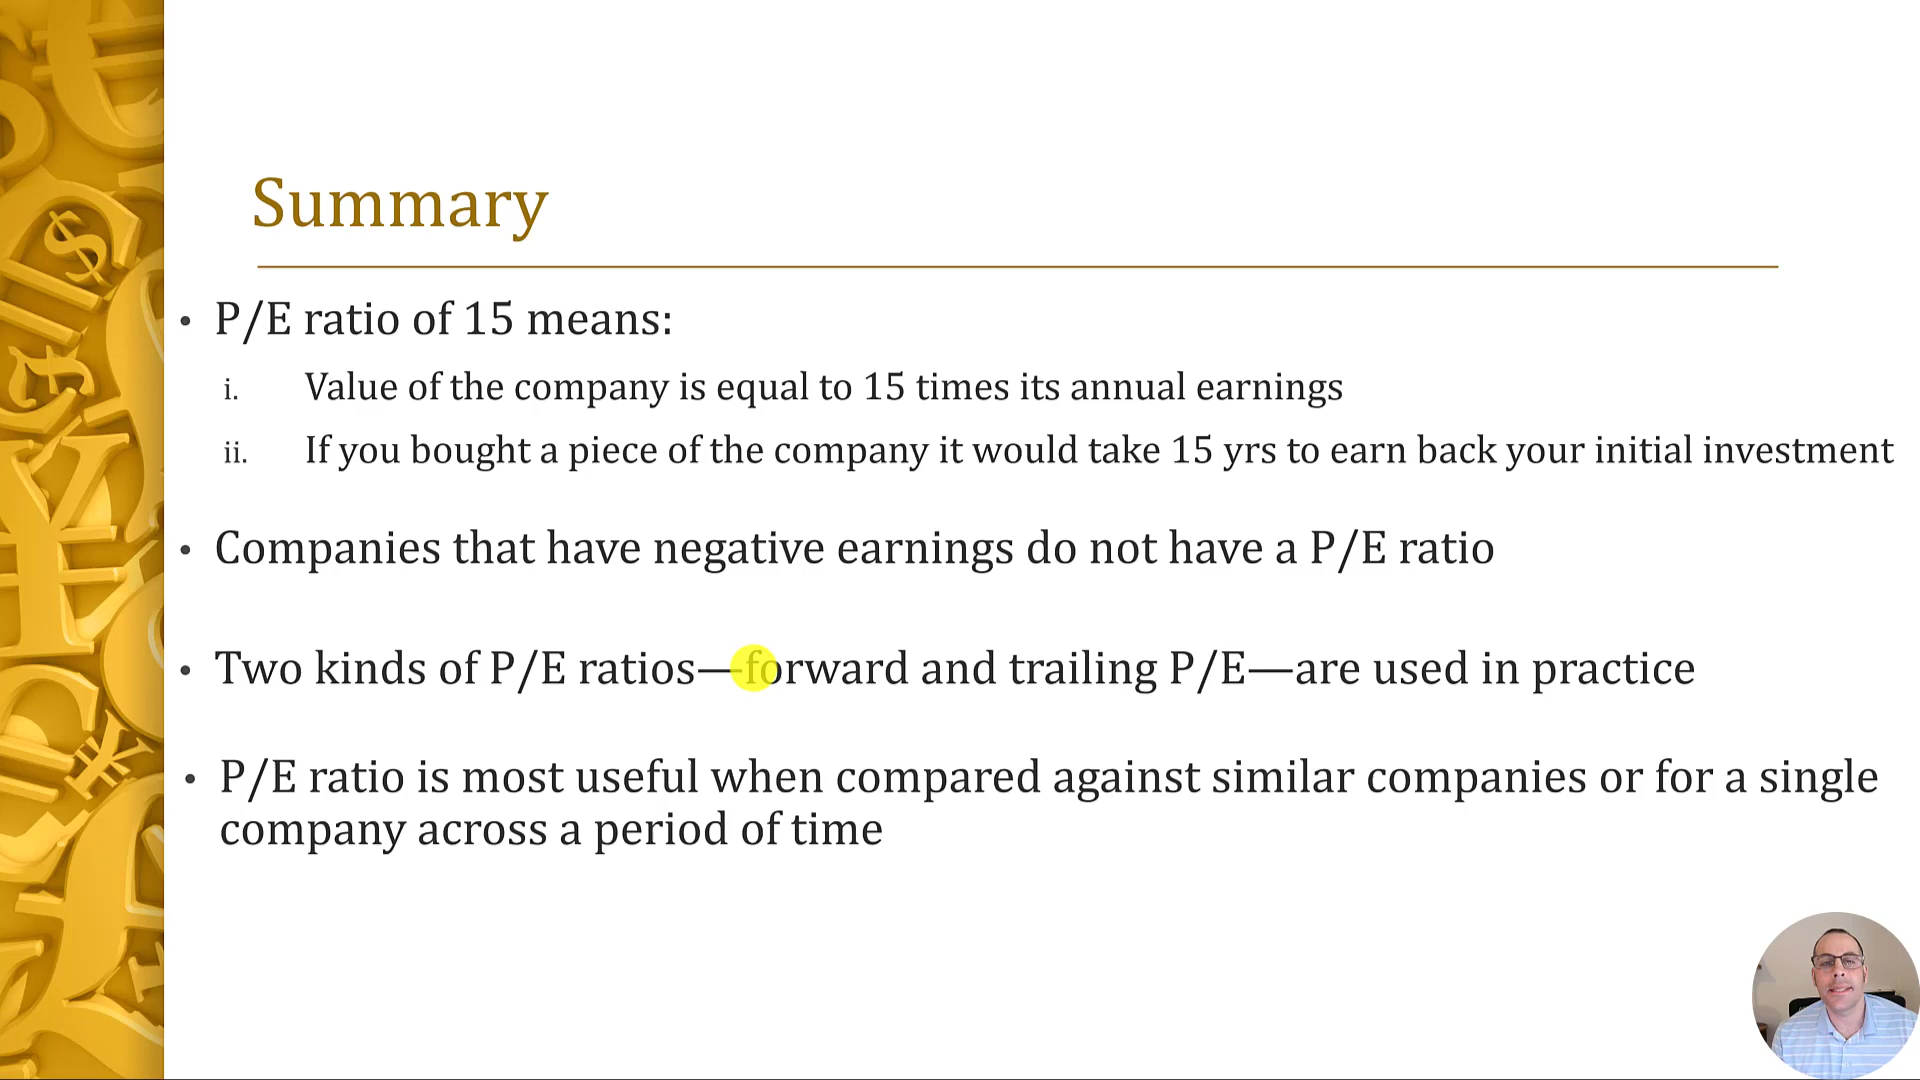 Summary
• P/E ratio of 15 means:
i. Value of the company is equal to 15 times its annual earnings
ii. If you bought a piece of the company it would take 15 yrs to earn back your initial investment
• Companies that have negative earnings do not have a P/E ratio
• Two kinds of P/E ratios—forward and trailing P/E—are used in practice
• P/E ratio is most useful when compared against similar companies or for a single
company across a period of time